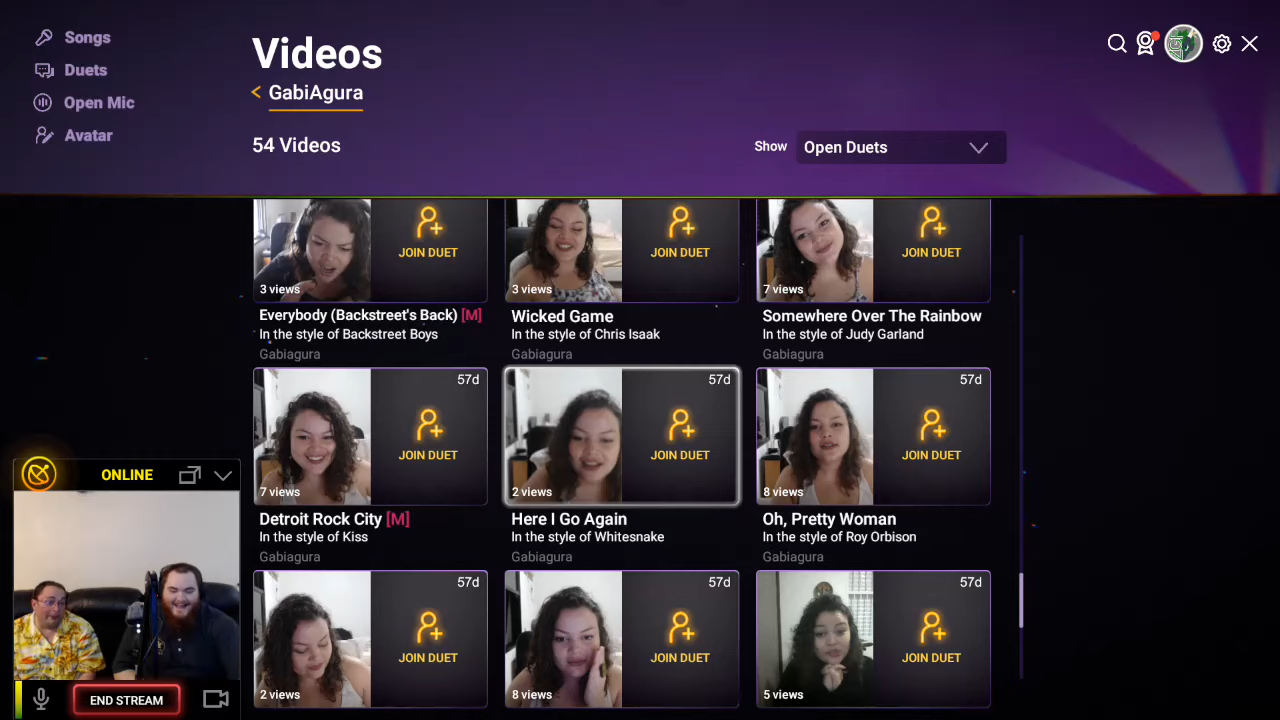 Songs
Duets
Open Mic
Avatar
Videos
< GabiAgura
54 Videos
Show
Open Duets
JOIN DUET
3 views
JOIN DUET
3 views
JOIN DUET
7 views
Everybody (Backstreet's Back) [M]
In the style of Backstreet Boys
Gabiagura
Wicked Game
In the style of Chris Isaak
Gabiagura
Somewhere Over The Rainbow
In the style of Judy Garland
Gabiagura
57d
JOIN DUET
7 views
57d
JOIN DUET
2 views
57d
JOIN DUET
8 views
Detroit Rock City [M]
In the style of Kiss
Gabiagura
Here I Go Again
In the style of Whitesnake
Gabiagura
Oh, Pretty Woman
In the style of Roy Orbison
Gabiagura
57d
JOIN DUET
2 views
57d
JOIN DUET
8 views
57d
JOIN DUET
5 views
ONLINE
END STREAM